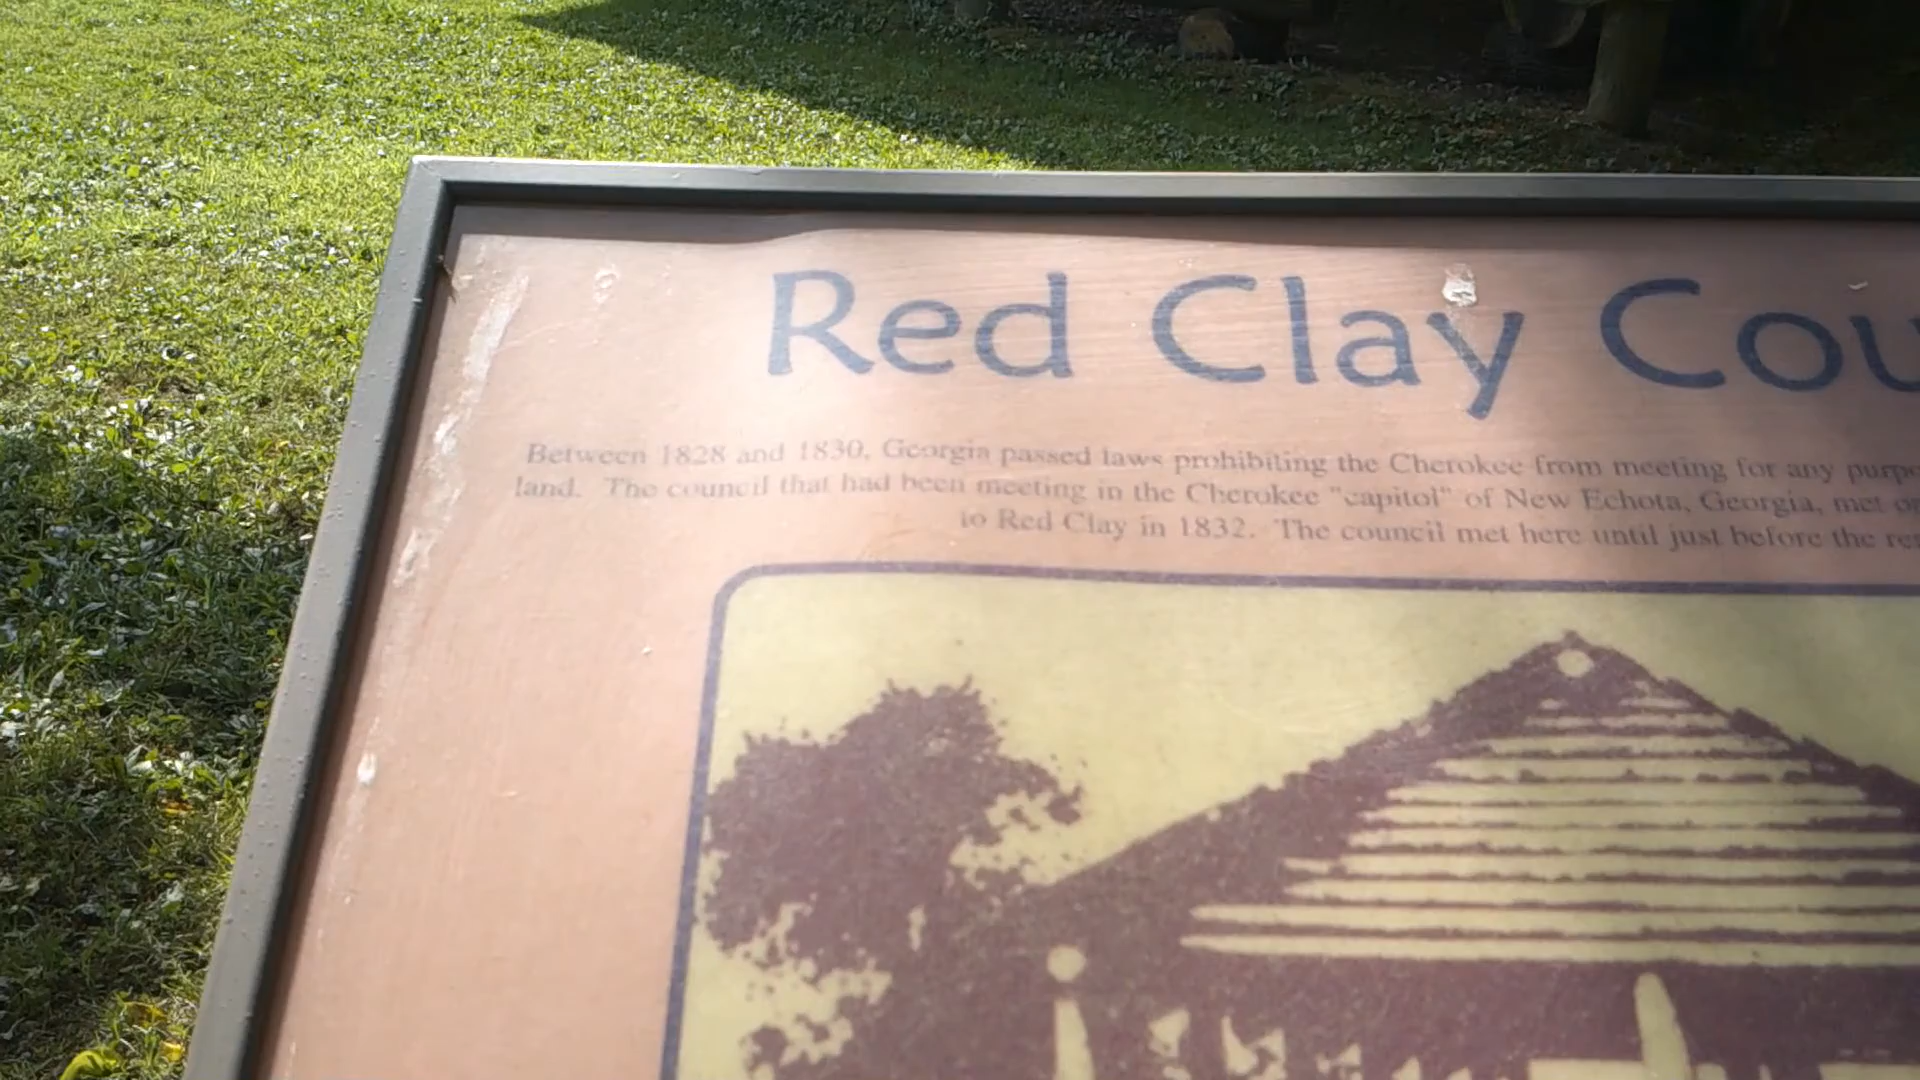 Red Clay Cou
Between 1828 and 1830, Georgia passed laws prohibiting the Cherokee from meeting for any purpo
land. The council that had been meeting in the Cherokee "capitol" of New Echota, Georgia, met
to Red Clay in 1832. The council met here until just before the